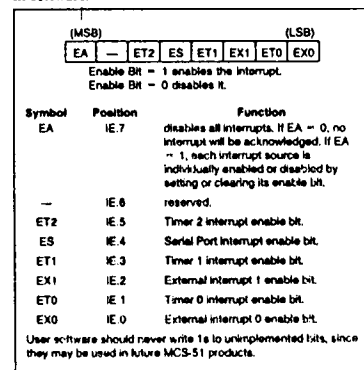 (MSB) (LSB)
EA — ET2 ES ET1 EX1 ET0 EX0
Enable Bit = 1 enables the interrupt.
Enable Bit = 0 disables it.
Symbol Position Function
EA IE.7 disables all interrupts. If EA = 0, no
interrupt will be acknowledged. If EA
= 1, each interrupt source is
individually enabled or disabled by
setting or clearing its enable bit.
— IE.6 reserved.
ET2 IE.5 Timer 2 interrupt enable bit.
ES IE.4 Serial Port interrupt enable bit.
ET1 IE.3 Timer 1 interrupt enable bit.
EX1 IE.2 External interrupt 1 enable bit.
ET0 IE.1 Timer 0 interrupt enable bit.
EX0 IE.0 External interrupt 0 enable bit.
User software should never write 1s to unimplemented bits, since
they may be used in future MCS-51 products.